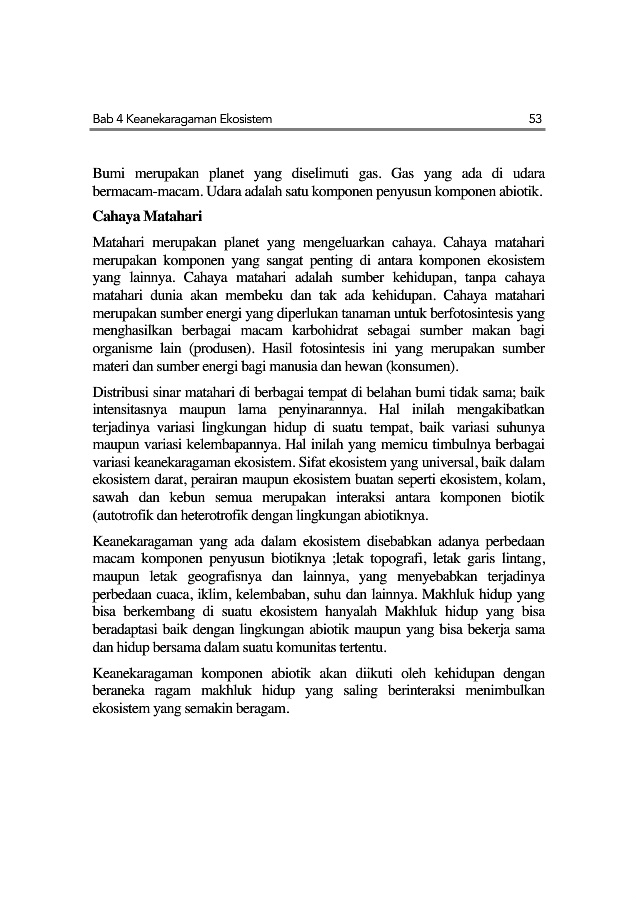 Bab 4 Keanekaragaman Ekosistem 53
Bumi merupakan planet yang diselimuti gas. Gas yang ada di udara
bermacam-macam. Udara adalah satu komponen penyusun komponen abiotik.
Cahaya Matahari
Matahari merupakan planet yang mengeluarkan cahaya. Cahaya matahari
merupakan komponen yang sangat penting di antara komponen ekosistem
yang lainnya. Cahaya matahari adalah sumber kehidupan, tanpa cahaya
matahari dunia akan membeku dan tak ada kehidupan. Cahaya matahari
merupakan sumber energi yang diperlukan tanaman untuk berfotosintesis yang
menghasilkan berbagai macam karbohidrat sebagai sumber makan bagi
organisme lain (produsen). Hasil fotosintesis ini yang merupakan sumber
materi dan sumber energi bagi manusia dan hewan (konsumen).
Distribusi sinar matahari di berbagai tempat di belahan bumi tidak sama; baik
intensitasnya maupun lama penyinarannya. Hal inilah mengakibatkan
terjadinya variasi lingkungan hidup di suatu tempat, baik variasi suhunya
maupun variasi kelembapannya. Hal inilah yang memicu timbulnya berbagai
variasi keanekaragaman ekosistem. Sifat ekosistem yang universal, baik dalam
ekosistem darat, perairan maupun ekosistem buatan seperti ekosistem, kolam,
sawah dan kebun semua merupakan interaksi antara komponen biotik
(autotrofik dan heterotrofik dengan lingkungan abiotiknya.
Keanekaragaman yang ada dalam ekosistem disebabkan adanya perbedaan
macam komponen penyusun biotiknya ;letak topografi, letak garis lintang,
maupun letak geografisnya dan lainnya, yang menyebabkan terjadinya
perbedaan cuaca, iklim, kelembaban, suhu dan lainnya. Makhluk hidup yang
bisa berkembang di suatu ekosistem hanyalah Makhluk hidup yang bisa
beradaptasi baik dengan lingkungan abiotik maupun yang bisa bekerja sama
dan hidup bersama dalam suatu komunitas tertentu.
Keanekaragaman komponen abiotik akan diikuti oleh kehidupan dengan
beraneka ragam makhluk hidup yang saling berinteraksi menimbulkan
ekosistem yang semakin beragam.